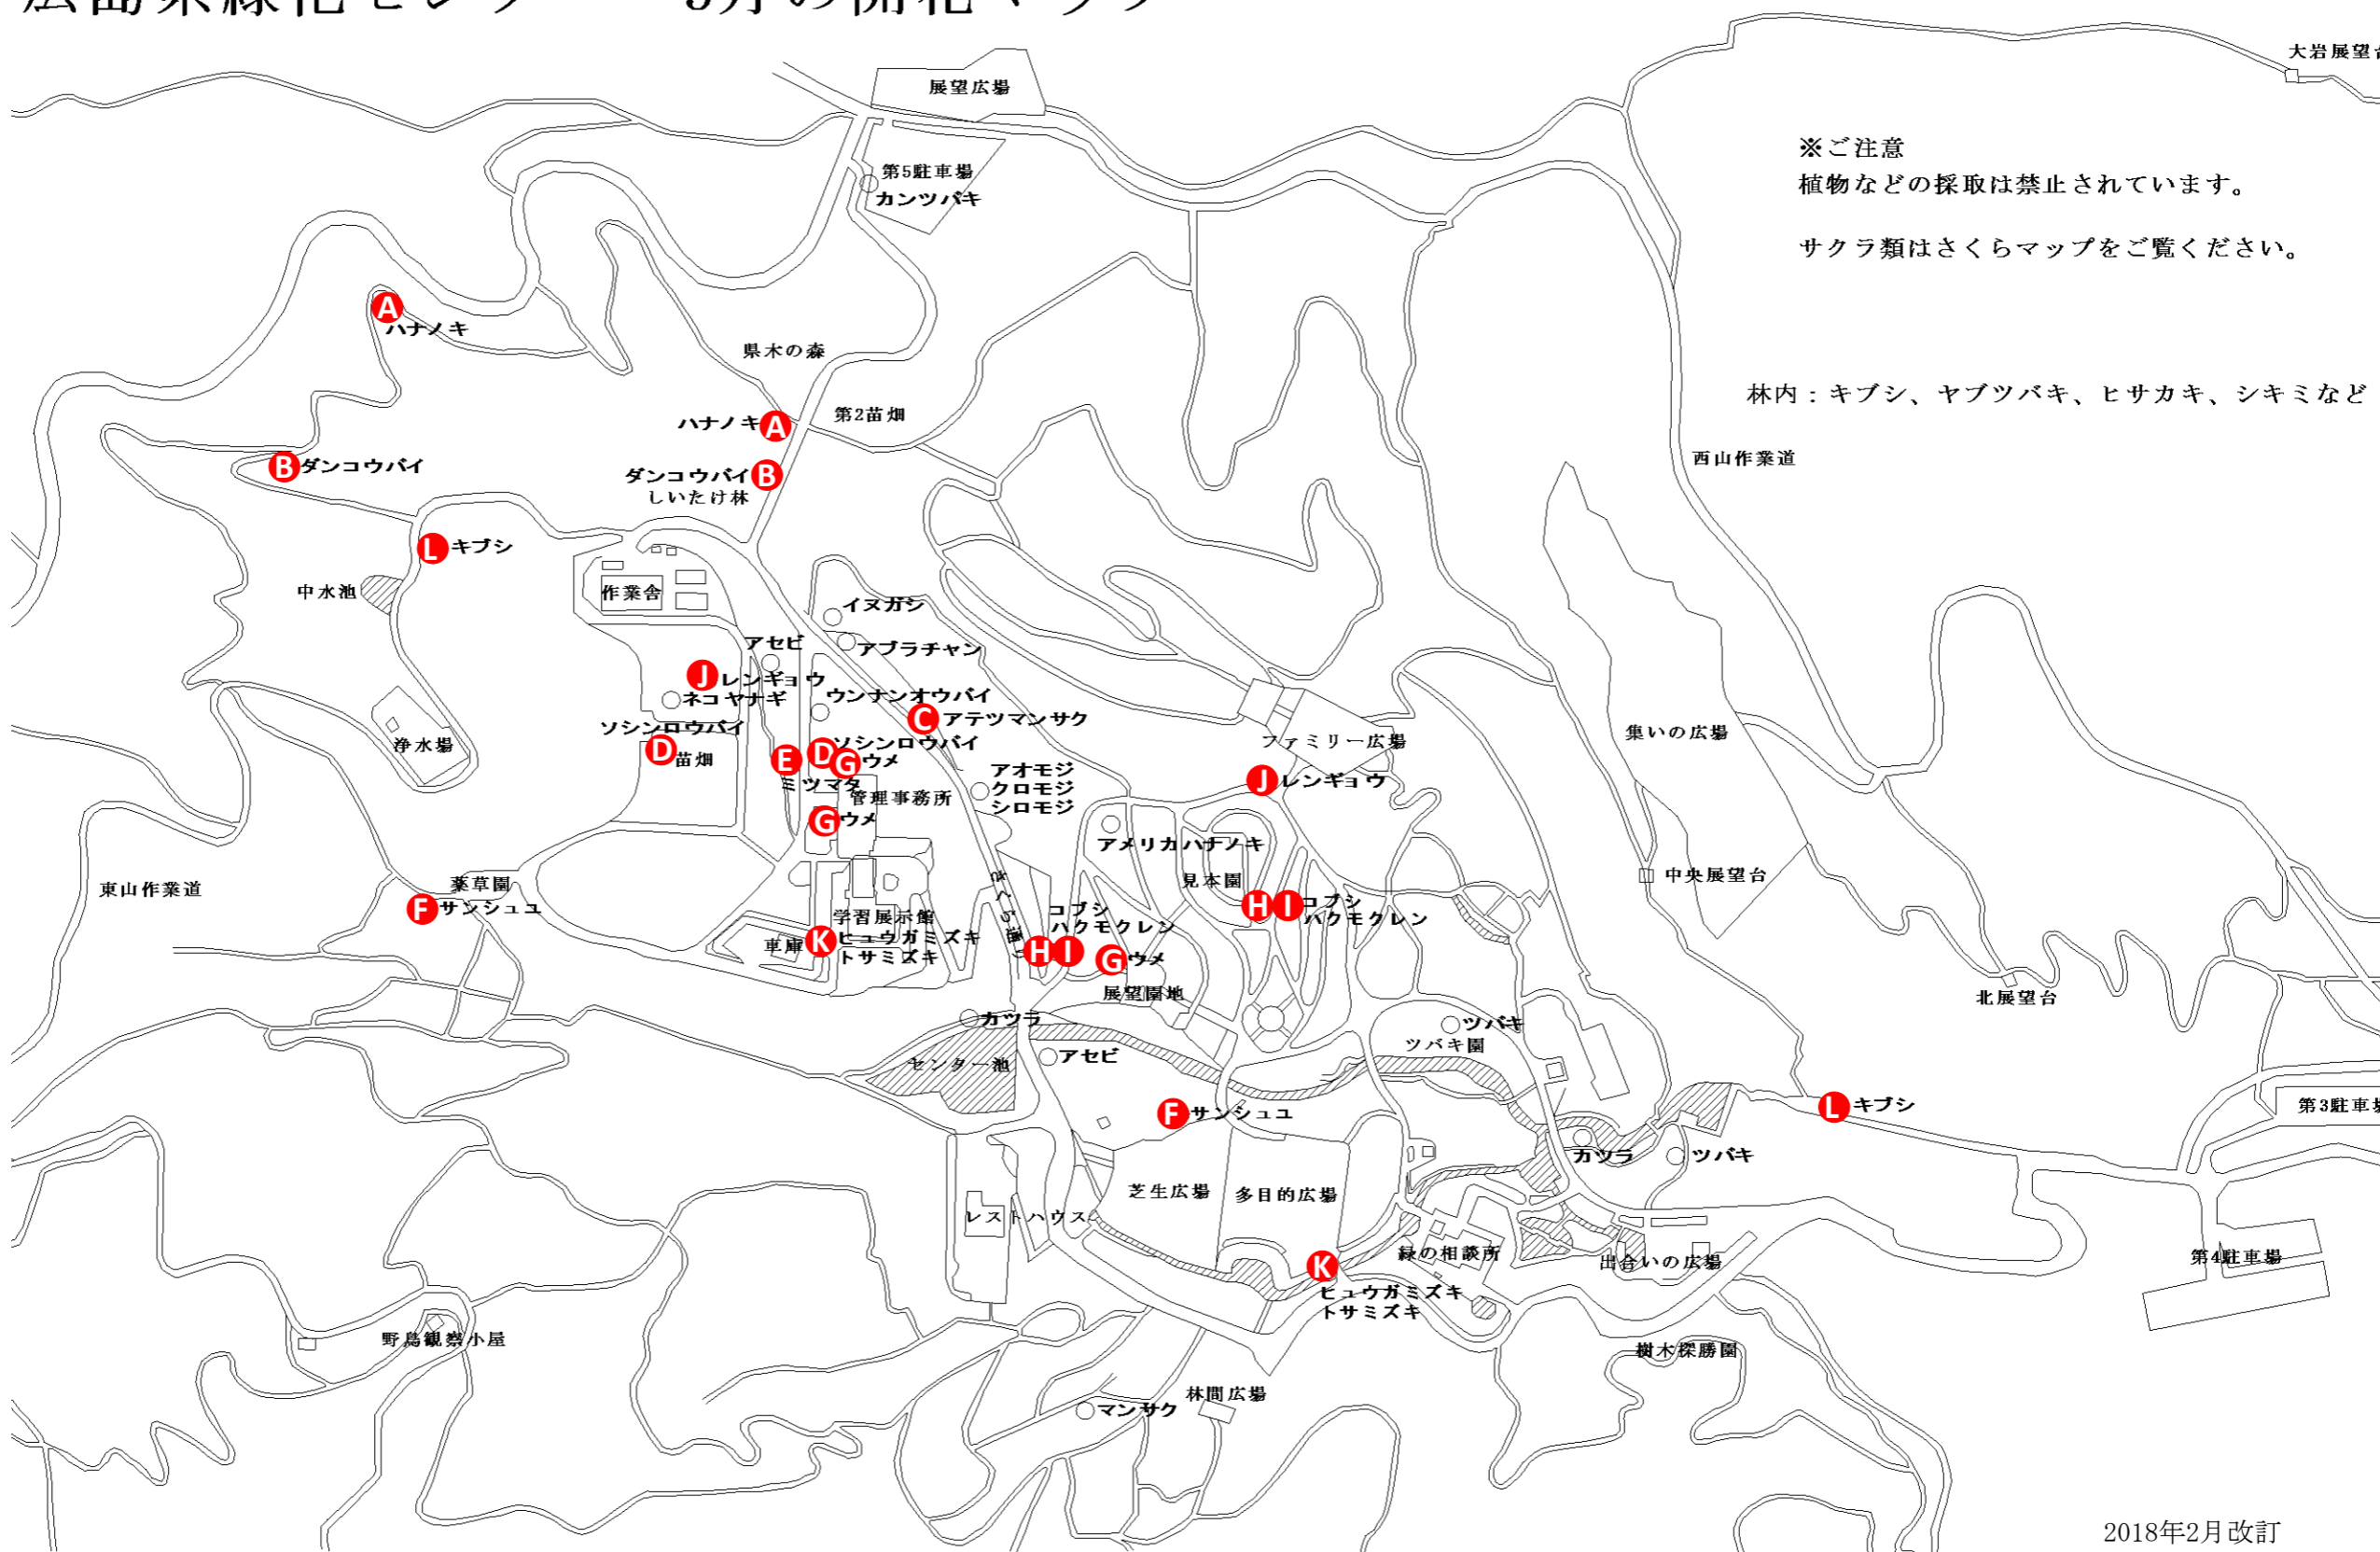 大岩展望台
展望広場
※ご注意
植物などの採取は禁止されています。
サクラ類はさくらマップをご覧ください。
第5駐車場
カンツバキ
A
ハナノキ
県木の森
林内：キブシ、ヤブツバキ、ヒサカキ、シキミなど
ハナノキ A
第2苗畑
西山作業道
B ダンコウバイ
ダンコウバイ B
しいたけ林
L キブシ
中水池
作業舎
イヌガシ
アセビ
アブラチャン
J レンギョウ
ネコヤナギ
ウンナンオウバイ
C アテツマンサク
ソシンロウバイ
D 苗畑
浄水場
D ソシンロウバイ
G ウメ
E
ミツマタ
管理事務所
G ウメ
アオモジ
クロモジ
シロモジ
ファミリー広場
J レンギョウ
集いの広場
アメリカハナノキ
見本園
中央展望台
東山作業道
薬草園
F サンシュユ
さくら通り
学習展示館
車庫
K ヒュウガミズキ
トサミズキ
コブシ
ハクモクレン
H I
G ウメ
H I コブシ
ハクモクレン
展望園地
北展望台
カツラ
センター池
アセビ
ツバキ
ツバキ園
F サンシュユ
L キブシ
第3駐車場
カツラ
ツバキ
芝生広場
多目的広場
レストハウス
緑の相談所
出合いの広場
第4駐車場
K
ヒュウガミズキ
トサミズキ
野鳥観察小屋
樹木探勝園
林間広場
マンサク
2018年2月改訂